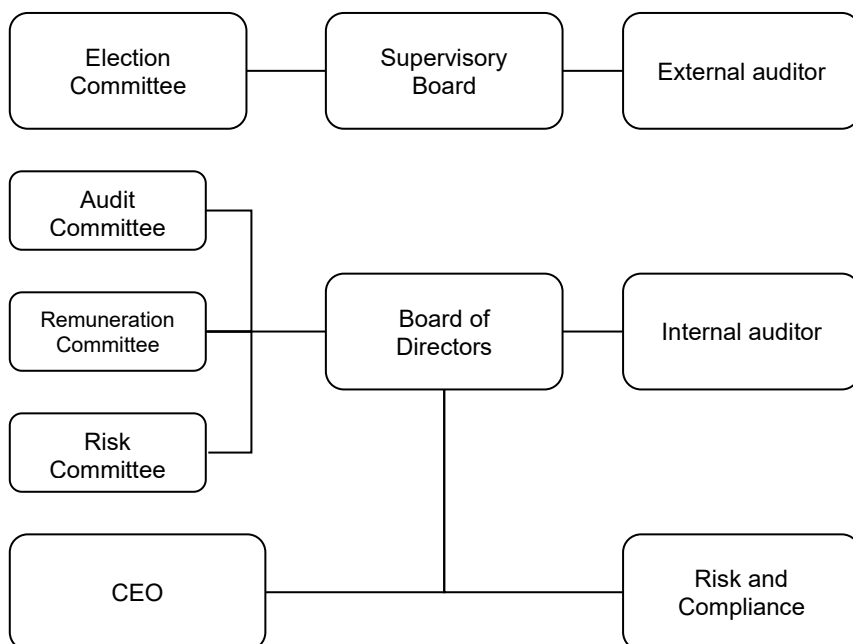 Election
Committee
Supervisory
Board
External auditor
Audit
Committee
Remuneration
Committee
Board of
Directors
Internal auditor
Risk
Committee
CEO
Risk and
Compliance